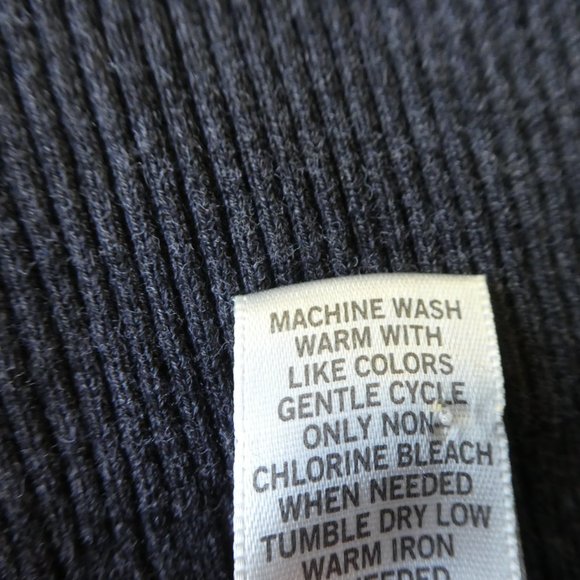 MACHINE WASH
WARM WITH
LIKE COLORS
GENTLE CYCLE
ONLY NON-
CHLORINE BLEACH
WHEN NEEDED
TUMBLE DRY LOW
WARM IRON
NEEDED